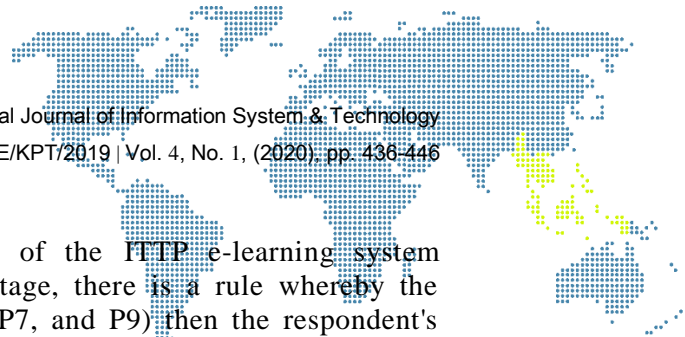 al Journal of Information System & Technology
E/KPT/2019 | Vol. 4, No. 1, (2020), pp. 436-446
of the ITTP e-learning system
tage, there is a rule whereby the
P7, and P9) then the respondent's